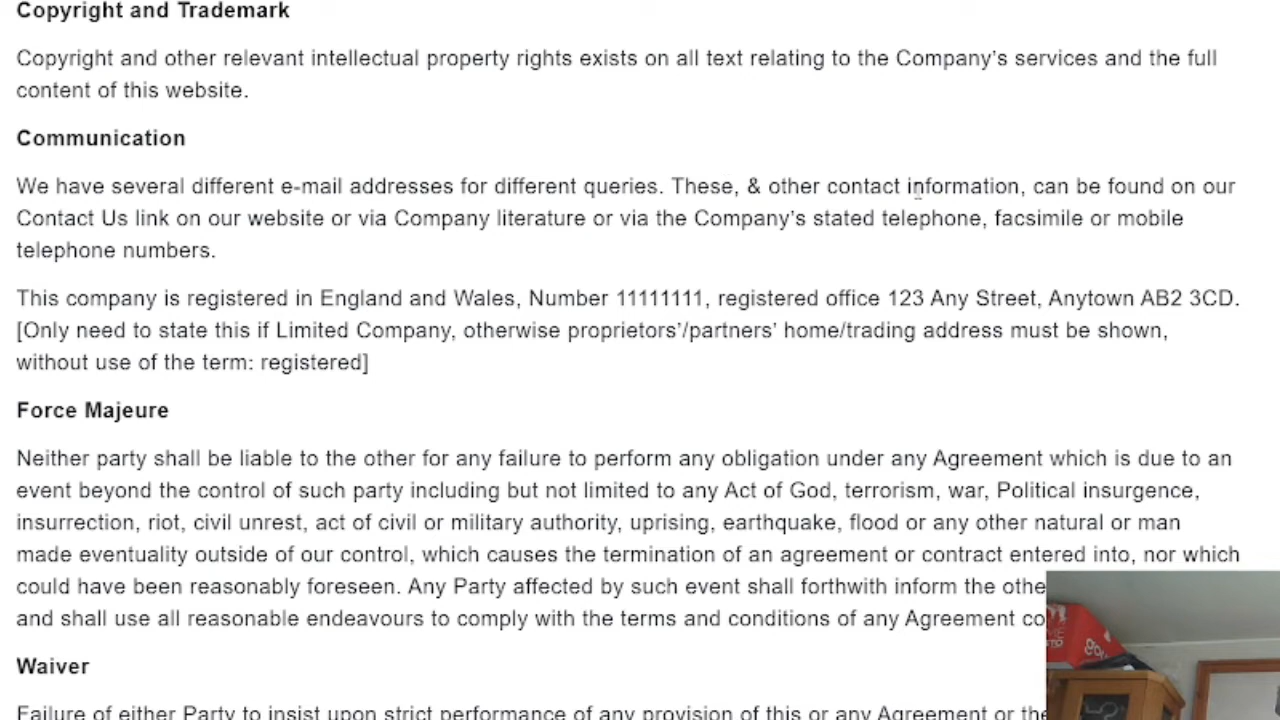 Copyright and Trademark
Copyright and other relevant intellectual property rights exists on all text relating to the Company's services and the full
content of this website.
Communication
We have several different e-mail addresses for different queries. These, & other contact information, can be found on our
Contact Us link on our website or via Company literature or via the Company's stated telephone, facsimile or mobile
telephone numbers.
This company is registered in England and Wales, Number 11111111, registered office 123 Any Street, Anytown AB2 3CD.
[Only need to state this if Limited Company, otherwise proprietors'/partners' home/trading address must be shown,
without use of the term: registered]
Force Majeure
Neither party shall be liable to the other for any failure to perform any obligation under any Agreement which is due to an
event beyond the control of such party including but not limited to any Act of God, terrorism, war, Political insurgence,
insurrection, riot, civil unrest, act of civil or military authority, uprising, earthquake, flood or any other natural or man
made eventuality outside of our control, which causes the termination of an agreement or contract entered into, nor which
could have been reasonably foreseen. Any Party affected by such event shall forthwith inform the othe
and shall use all reasonable endeavours to comply with the terms and conditions of any Agreement co
Waiver
Failure of either Party to insist upon strict performance of any provision of this or any Agreement or the